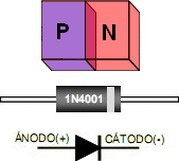 P N
1N4001
ÁNODO(+) CÁTODO(-)